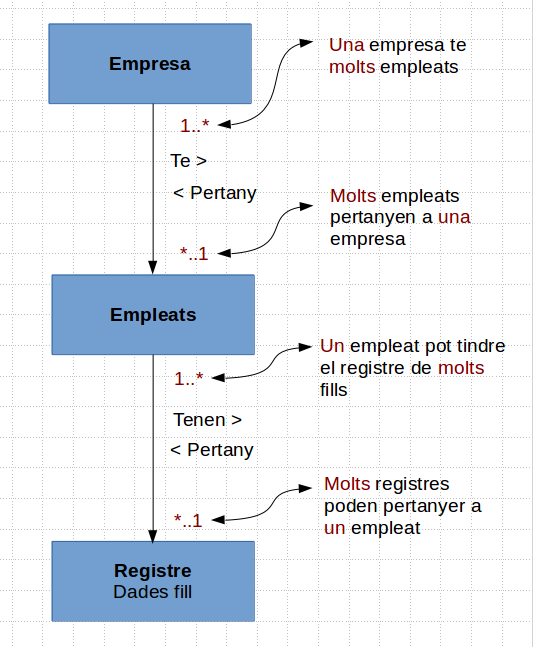 Empresa
Una empresa te
molts empleats
1..*
Te >
< Pertany
Molts empleats
pertanyen a una
empresa
*..1
Empleats
Un empleat pot tindre
el registre de molts
fills
1..*
Tenen >
< Pertany
Molts registres
poden pertanyer a
un empleat
*..1
Registre
Dades fill